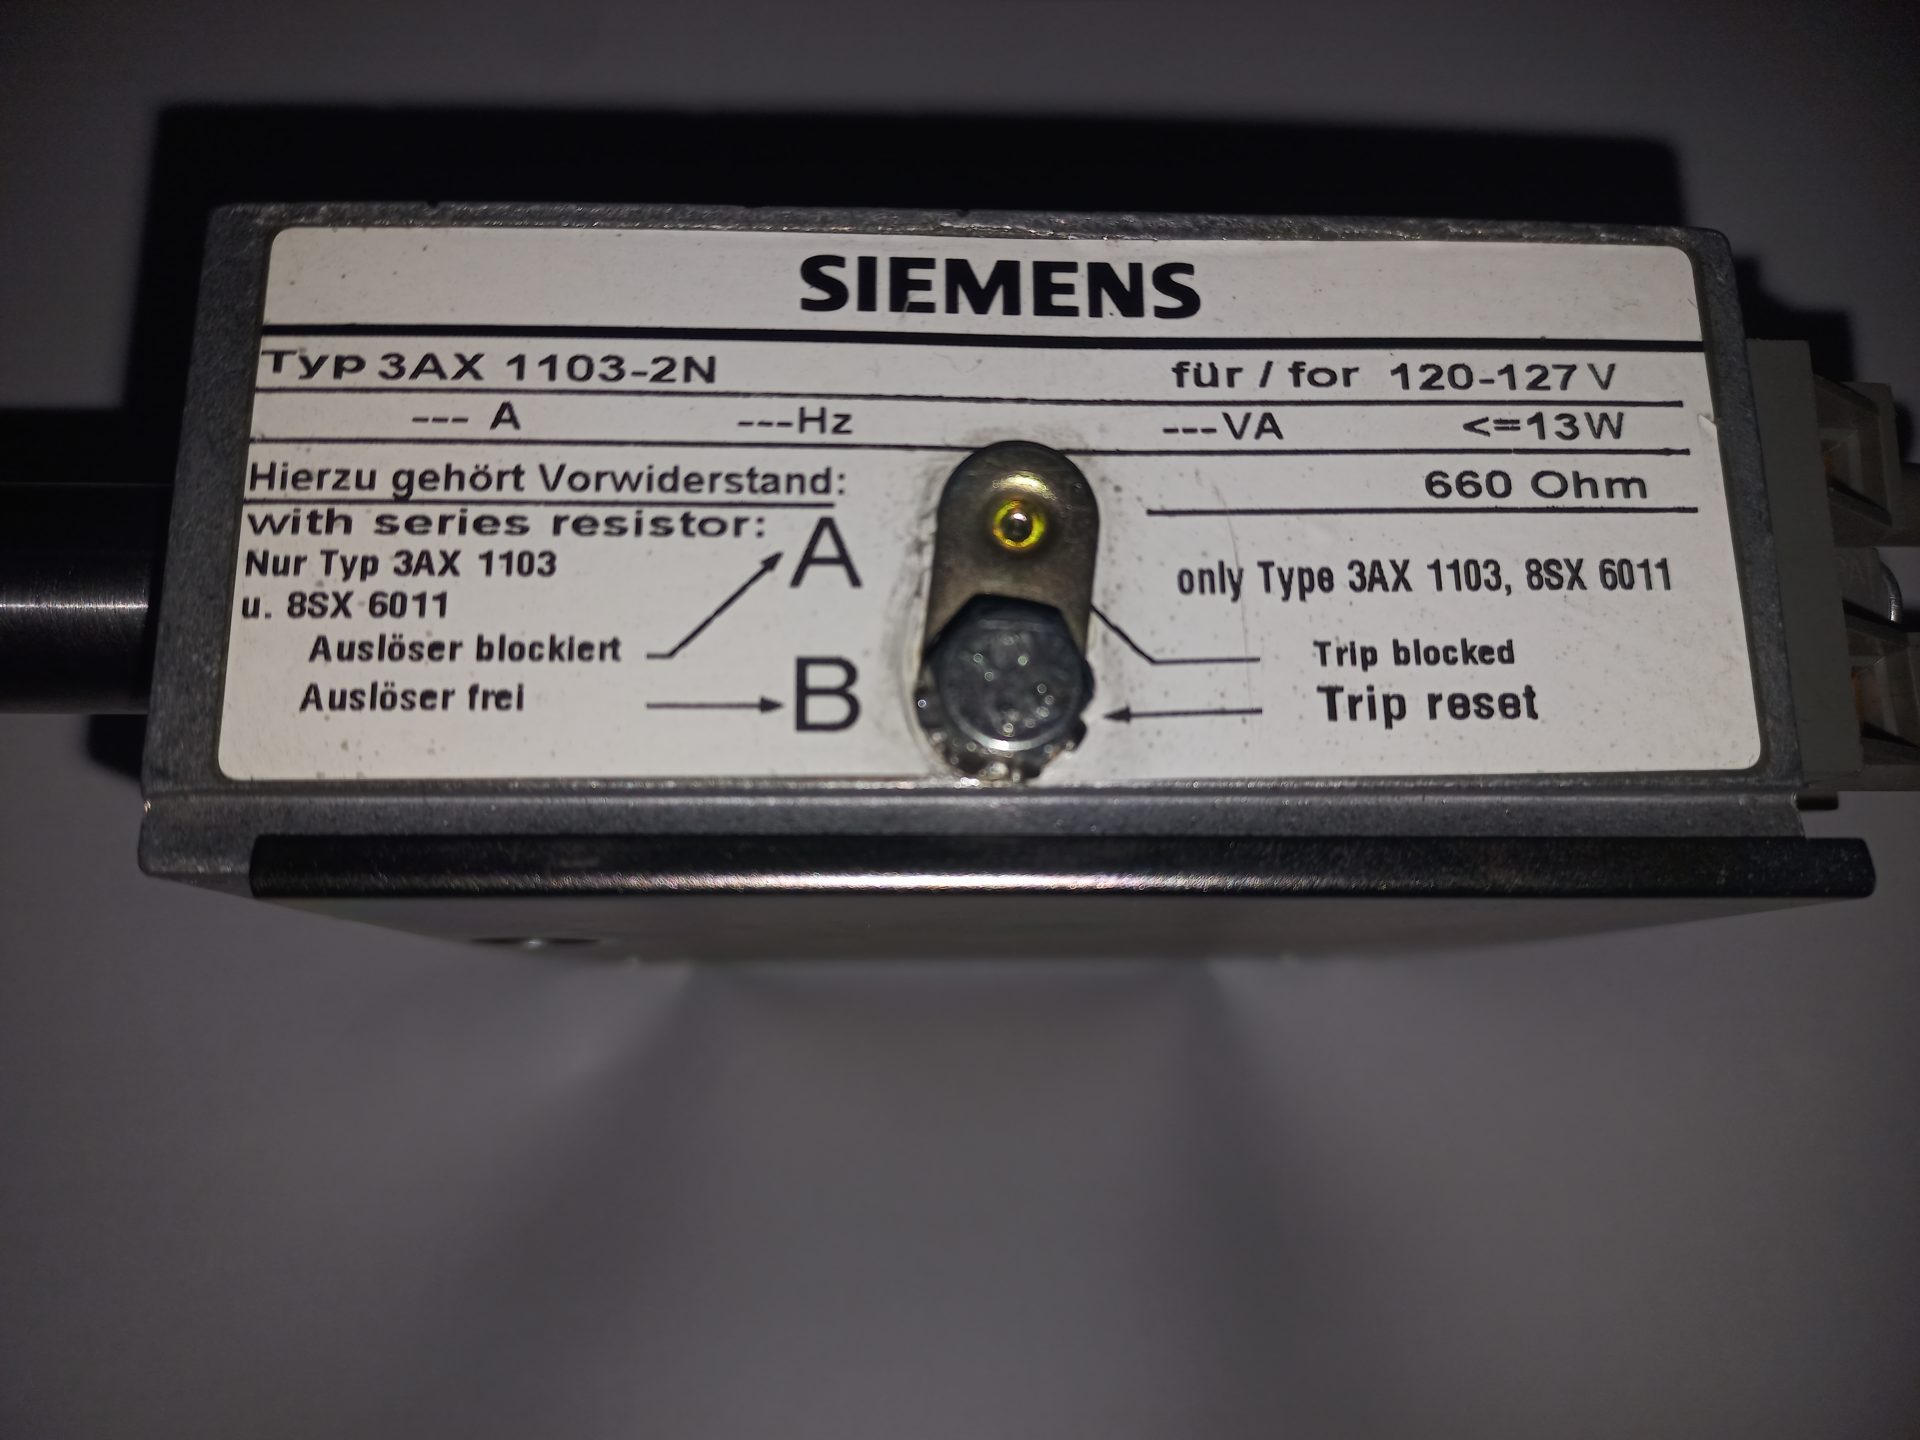 SIEMENS
Typ 3AX 1103-2N für / for 120-127 V
--- A ---Hz ---VA <=13W
Hierzu gehört Vorwiderstand: 660 Ohm
with series resistor:
A
Nur Typ 3AX 1103 only Type 3AX 1103, 8SX 6011
u. 8SX 6011
Auslöser blockiert Trip blocked
Auslöser frei B Trip reset